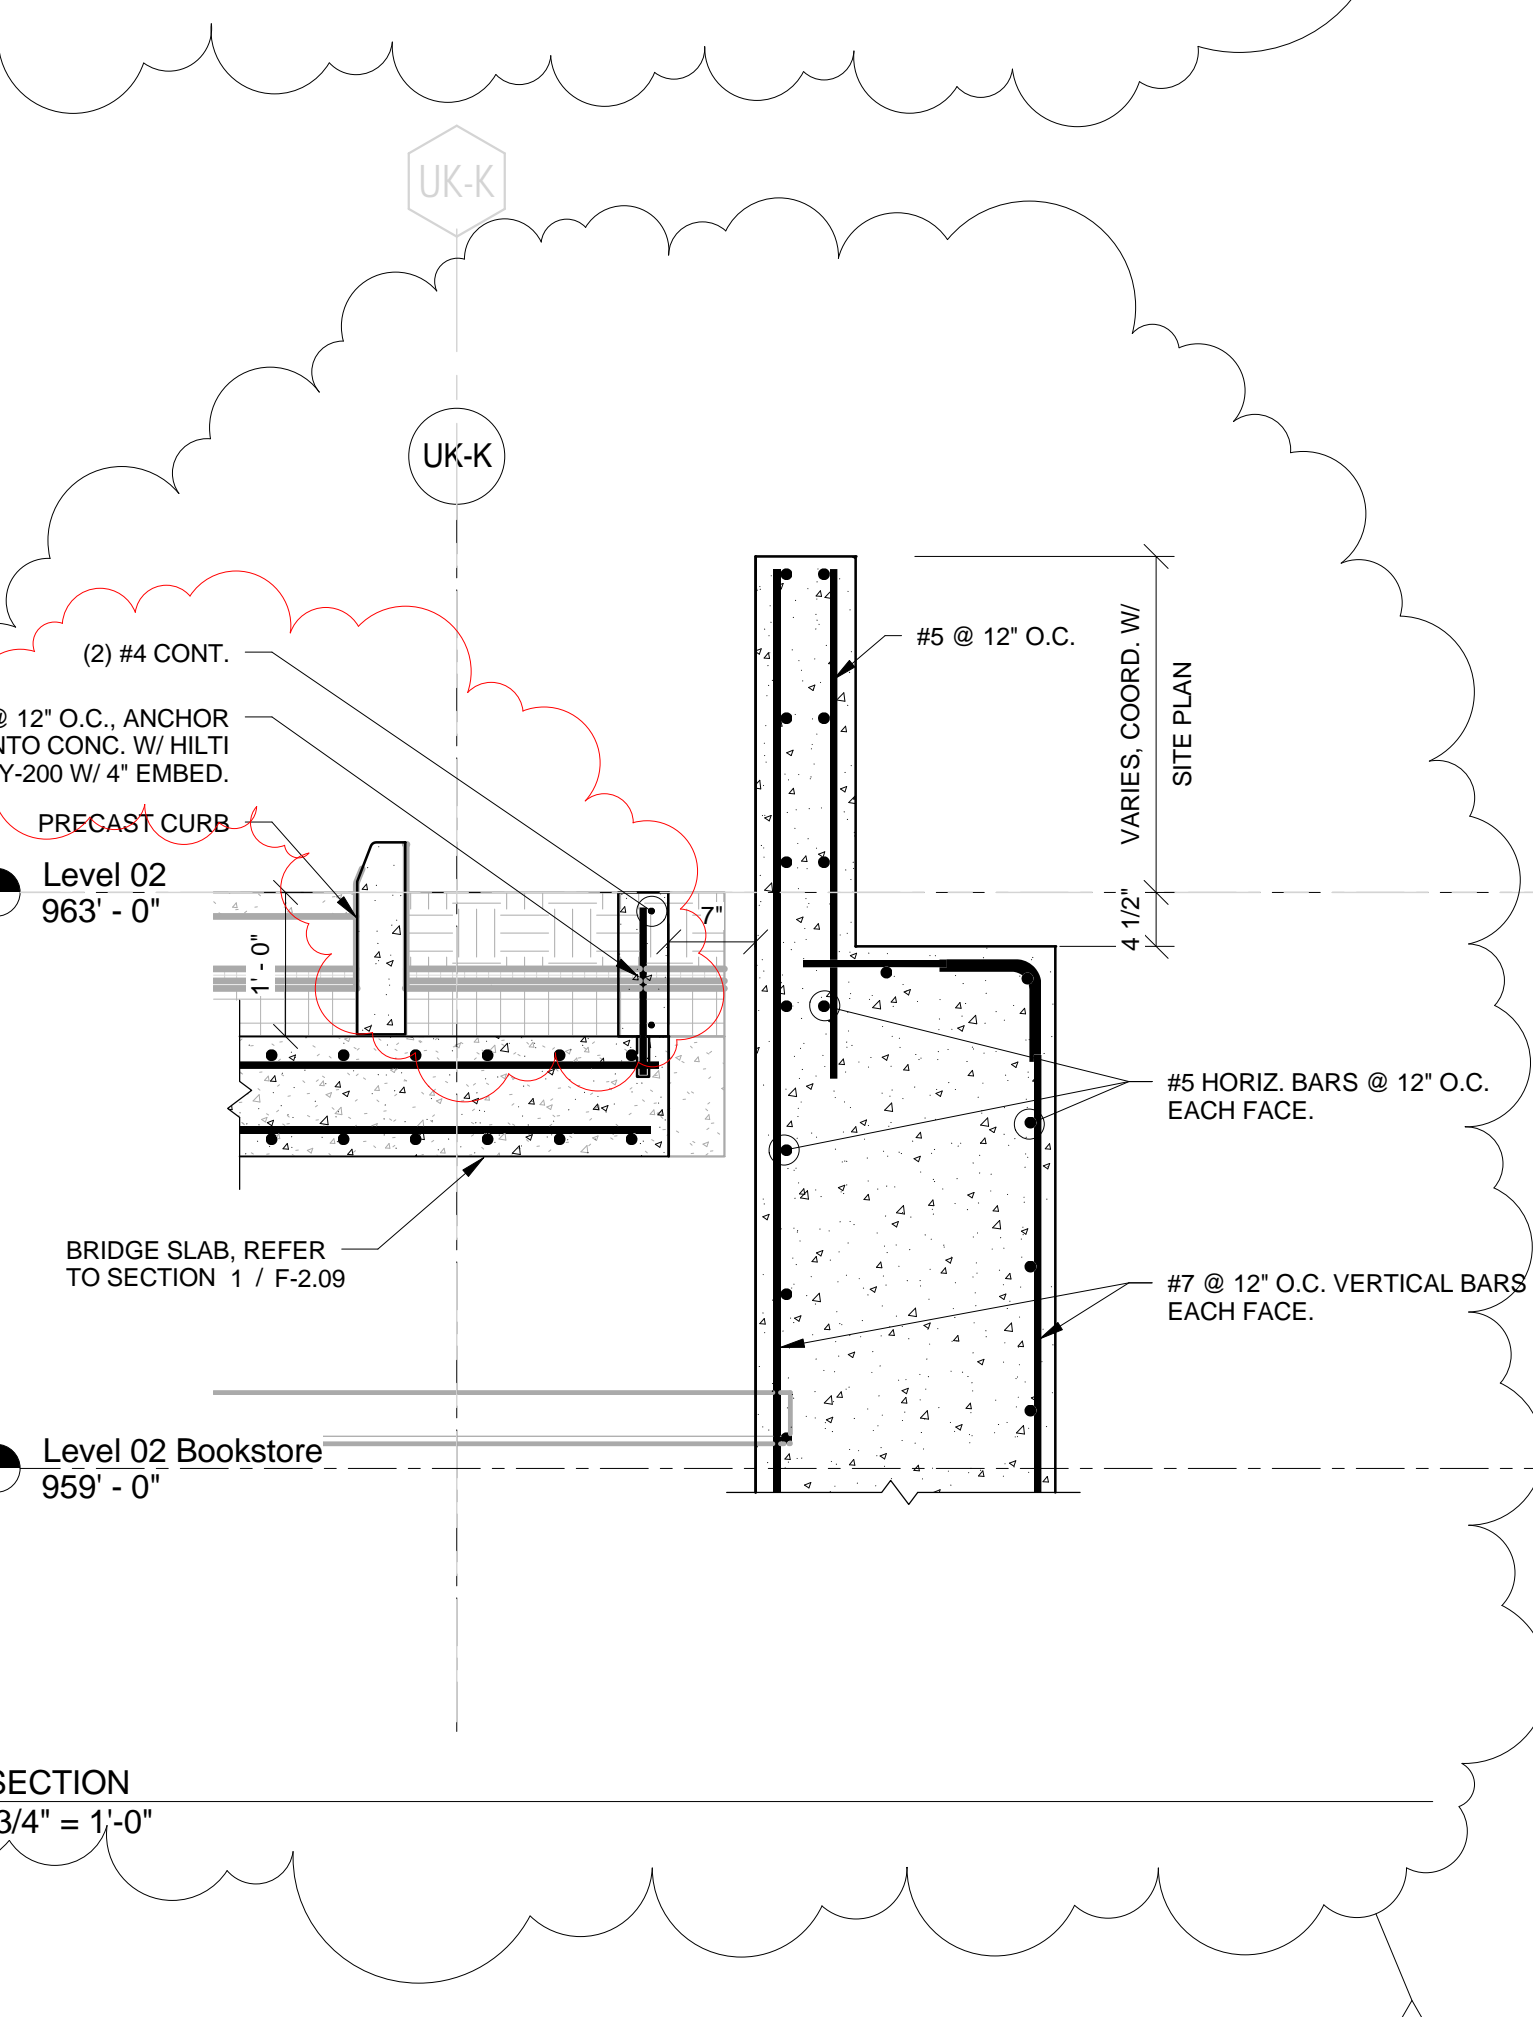 UK-K
UK-K
(2) #4 CONT.
@ 12" O.C., ANCHOR
NTO CONC. W/ HILTI
Y-200 W/ 4" EMBED.
PRECAST CURB
Level 02
963' - 0"
1' - 0"
7"
#5 @ 12" O.C.
VARIES, COORD. W/
SITE PLAN
4 1/2"
#5 HORIZ. BARS @ 12" O.C.
EACH FACE.
BRIDGE SLAB, REFER
TO SECTION 1 / F-2.09
#7 @ 12" O.C. VERTICAL BARS
EACH FACE.
Level 02 Bookstore
959' - 0"
SECTION
3/4" = 1'-0"